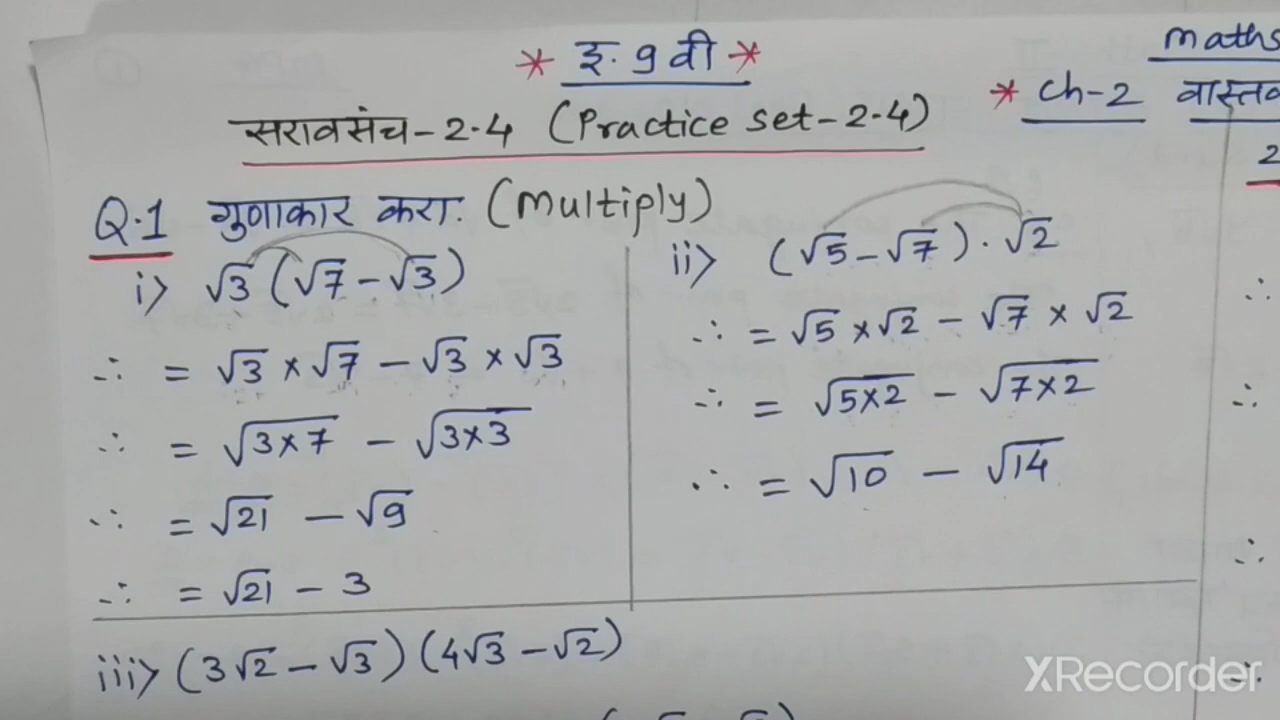 * इ. 9 वी *
maths
* ch-2
सरावसंच - 2.4 (Practice set - 2.4)
2
Q.1 गुणाकार करा. (Multiply)
i> √3 (√7 - √3)
∴ = √3 × √7 - √3 × √3
∴ = √3×7 - √3×3
∴ = √21 - √9
∴ = √21 - 3
ii> (√5 - √7) · √2
∴ = √5 × √2 - √7 × √2
∴ = √5×2 - √7×2
∴ = √10 - √14
iii> (3√2 - √3) (4√3 - √2)
XRecorder